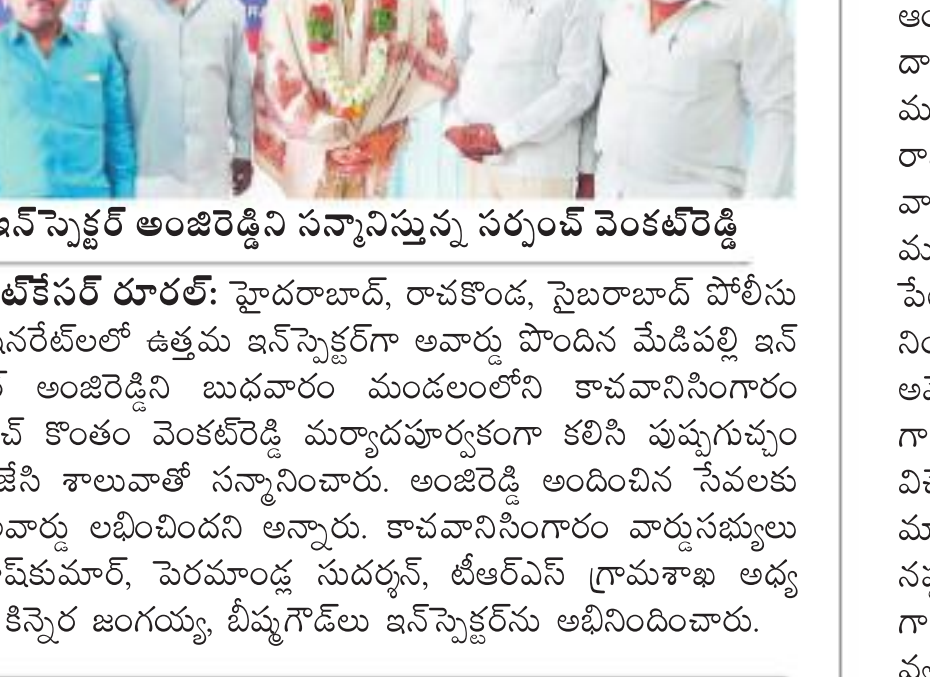 ఇన్‌స్పెక్టర్ అంజిరెడ్డిని సన్మానిస్తున్న సర్పంచ్ వెంకట్‌రెడ్డి
ట్‌కేసర్ రూరల్: హైదరాబాద్, రాచకొండ, సైబరాబాద్ పోలీసు
నరేట్‌లలో ఉత్తమ ఇన్‌స్పెక్టర్‌గా అవార్డు పొందిన మేడిపల్లి ఇన్
అంజిరెడ్డిని బుధవారం మండలంలోని కాచవానిసింగారం
చ్ కొంతం వెంకట్‌రెడ్డి మర్యాదపూర్వకంగా కలిసి పుష్పగుచ్చం
జేసి శాలువాతో సన్మానించారు. అంజిరెడ్డి అందించిన సేవలకు
వార్డు లభించిందని అన్నారు. కాచవానిసింగారం వార్డుసభ్యులు
ష్‌కుమార్, పెరమాండ్ల సుదర్శన్, టీఆర్ఎస్ గ్రామశాఖ అధ్య
కిన్నెర జంగయ్య, బీష్మగౌడ్‌లు ఇన్‌స్పెక్టర్‌ను అభినిందించారు.